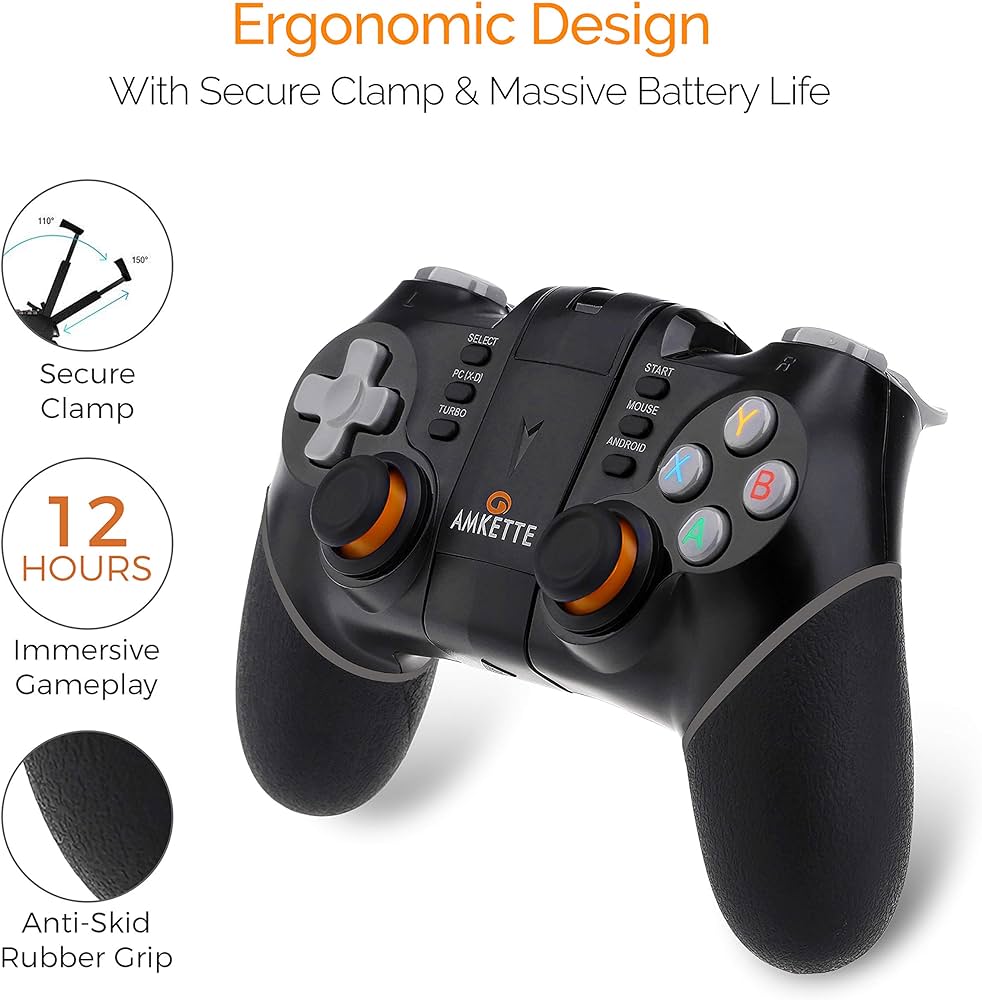 Ergonomic Design
With Secure Clamp & Massive Battery Life
110°
150°
Secure
Clamp
12
HOURS
Immersive
Gameplay
Anti-Skid
Rubber Grip
L
R
SELECT
PC (X-D)
TURBO
START
MOUSE
ANDROID
Y
X
B
A
AMKETTE